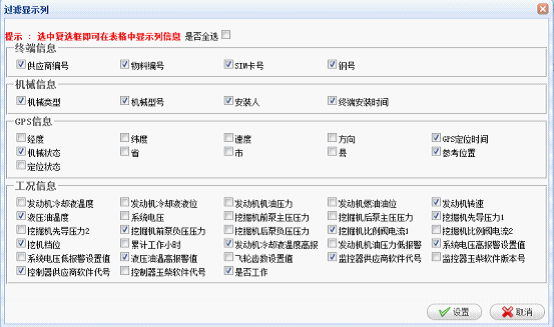 过滤显示列
提示 : 选中复选框即可在表格中显示列信息 是否全选
终端信息
供应商编号 物料编号 SIM卡号 钢号
机械信息
机械类型 机械型号 安装人 终端安装时间
GPS信息
经度 纬度 速度 方向 GPS定位时间
机械状态 省 市 县 参考位置
定位状态
工况信息
发动机冷却液温度 发动机冷却液液位 发动机机油压力 发动机燃油油位 发动机转速
液压油温度 系统电压 挖掘机前泵主压压力 挖掘机后泵主压压力 挖掘机先导压力1
挖掘机先导压力2 挖掘机前泵负压压力 挖掘机后泵负压压力 挖掘机比例阀电流1 挖掘机比例阀电流2
挖机档位 累计工作小时 发动机冷却液温度高报 发动机机油压力低报警 系统电压高报警设置值
系统电压低报警设置值 液压油温高报警值 飞轮齿数设置值 监控器供应商软件代号 监控器玉柴软件版本号
控制器供应商软件代号 控制器玉柴软件代号 是否工作
设置 取消